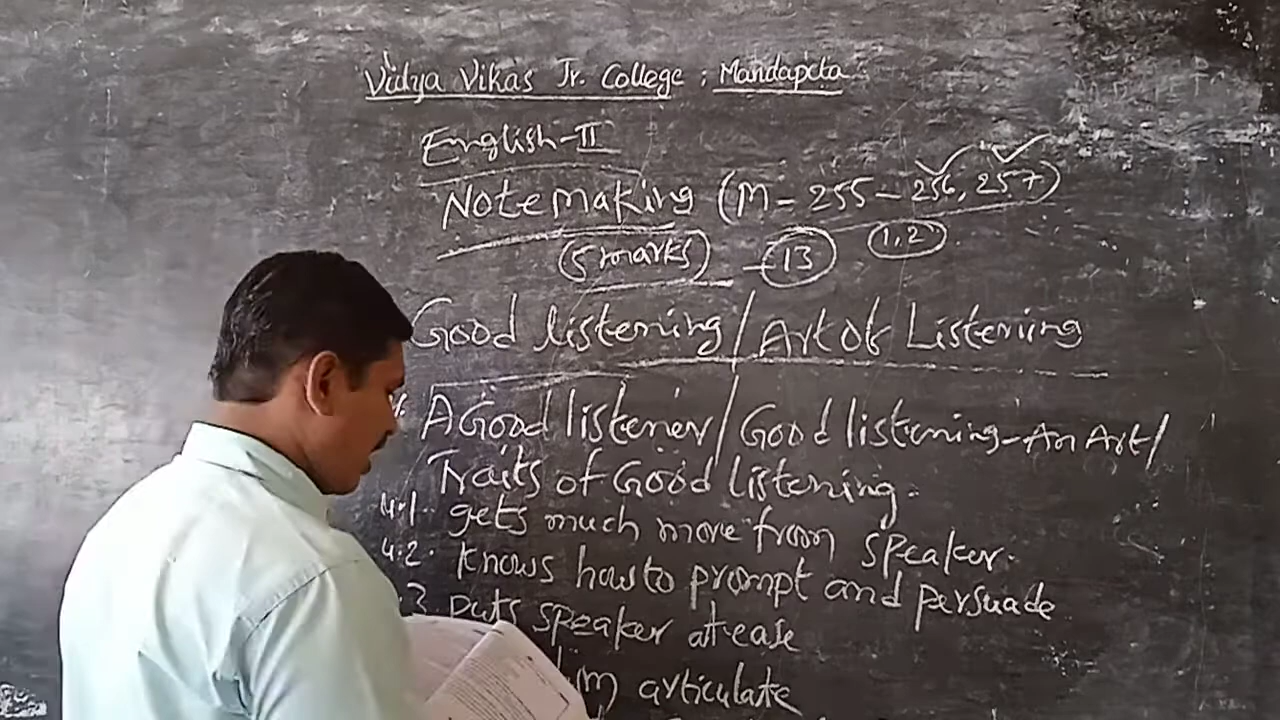 Vidya Vikas Jr. College ; Mandapeta
English-II
Notemaking (M- 255 - 256, 257)
(5 marks) - 13 1,2
Good listening/Art of Listening
A Good listener/Good listening-An Art/
Traits of Good listening.
4.1. gets much more from speaker.
4.2. knows how to prompt and persuade
.3. puts speaker at ease
articulate